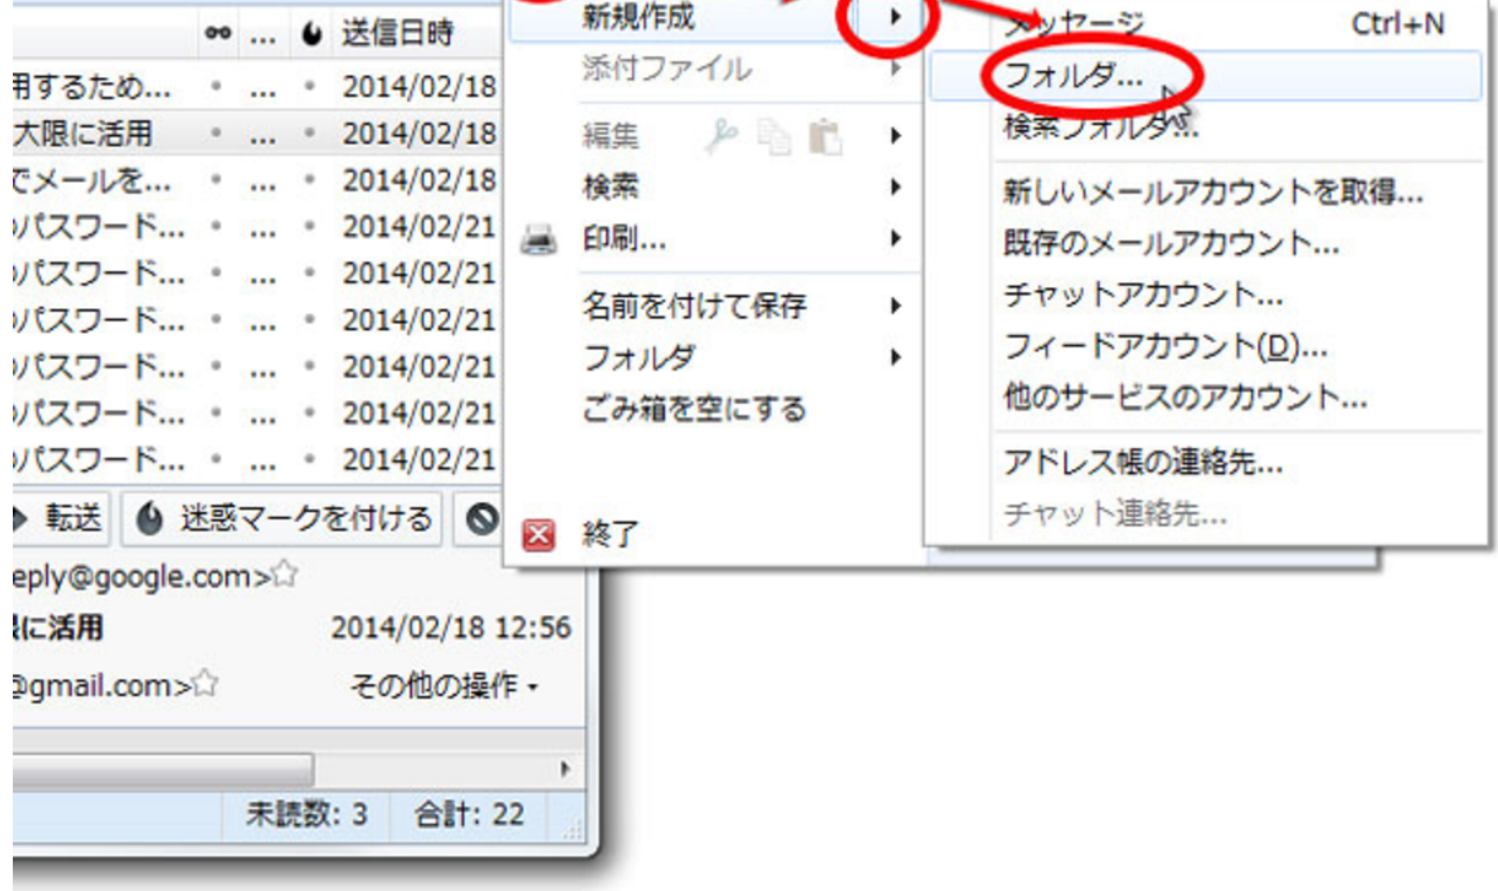 送信日時
用するため... ... 2014/02/18
大限に活用 ... 2014/02/18
でメールを... ... 2014/02/18
パスワード... ... 2014/02/21
パスワード... ... 2014/02/21
パスワード... ... 2014/02/21
パスワード... ... 2014/02/21
パスワード... ... 2014/02/21
パスワード... ... 2014/02/21
転送 迷惑マークを付ける
eply@google.com>
に活用 2014/02/18 12:56
@gmail.com> その他の操作
未読数: 3 合計: 22
新規作成
添付ファイル
編集
検索
印刷...
名前を付けて保存
フォルダ
ごみ箱を空にする
終了
メッセージ Ctrl+N
フォルダ...
検索フォルダ...
新しいメールアカウントを取得...
既存のメールアカウント...
チャットアカウント...
フィードアカウント(D)...
他のサービスのアカウント...
アドレス帳の連絡先...
チャット連絡先...